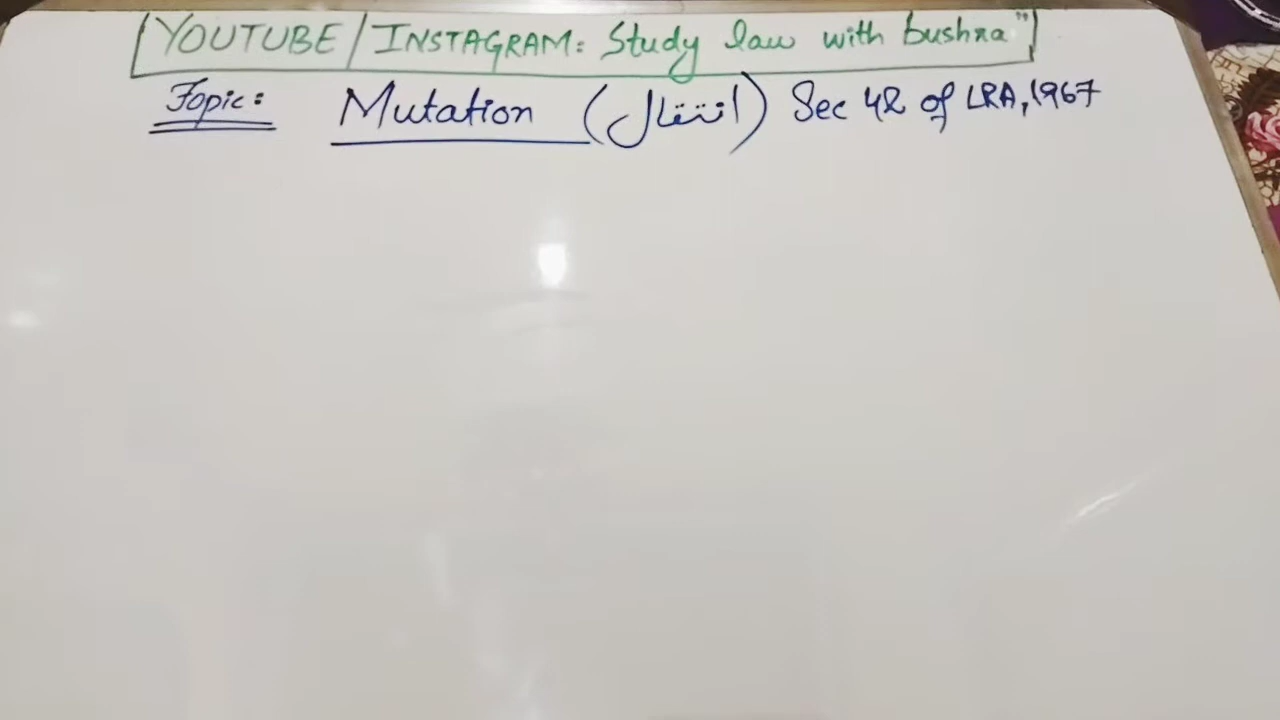 YOUTUBE/INSTAGRAM: Study law with bushra"
Topic: Mutation (انتقال) Sec 42 of LRA, 1967